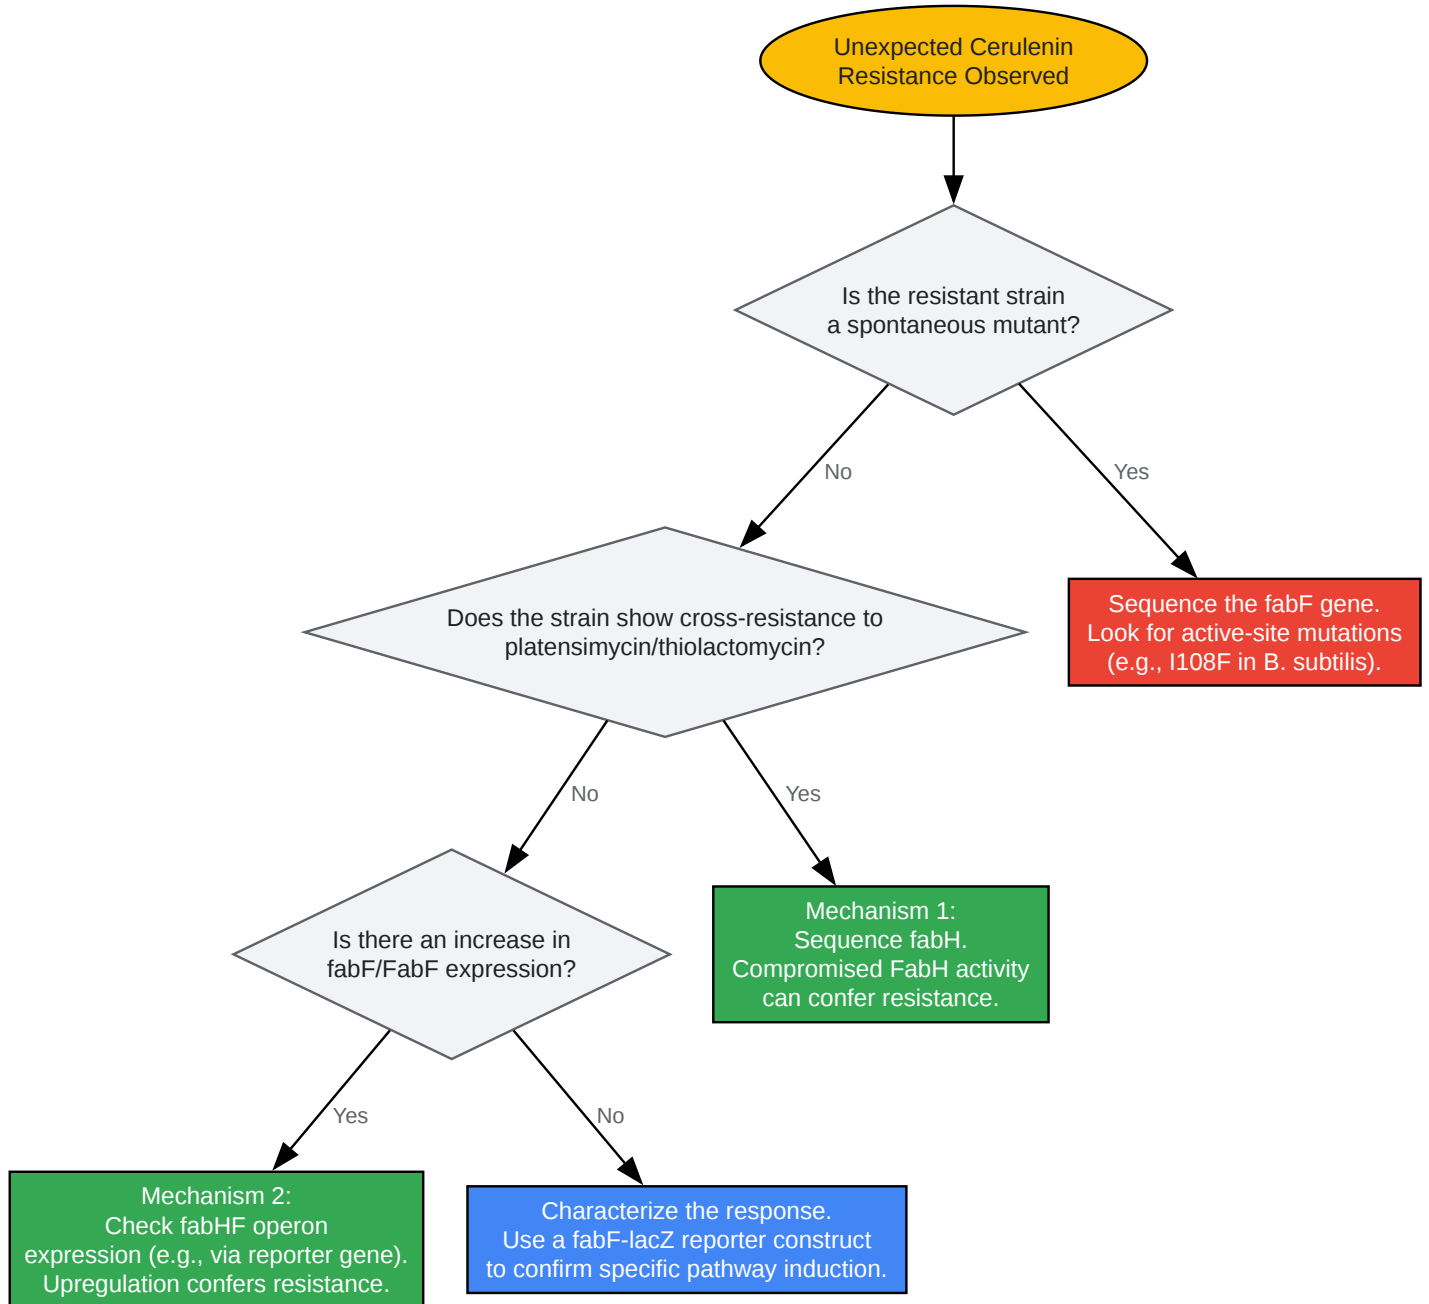 Unexpected Cerulenin
Resistance Observed
Is the resistant strain
a spontaneous mutant?
No
Yes
Does the strain show cross-resistance to
platensimycin/thiolactomycin?
Sequence the fabF gene.
Look for active-site mutations
(e.g., I108F in B. subtilis).
No
Yes
Is there an increase in
fabF/FabF expression?
Mechanism 1:
Sequence fabH.
Compromised FabH activity
can confer resistance.
Yes
No
Mechanism 2:
Check fabHF operon
expression (e.g., via reporter gene).
Upregulation confers resistance.
Characterize the response.
Use a fabF-lacZ reporter construct
to confirm specific pathway induction.